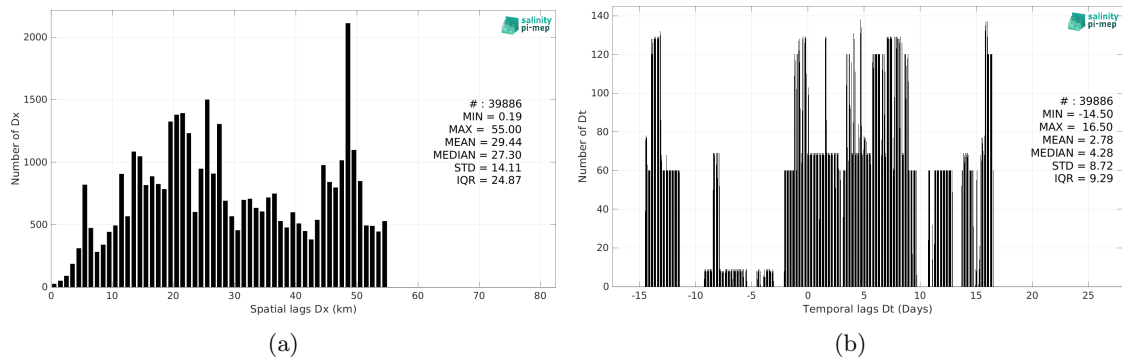 salinity
pi-mep
2000
1500
1000
500
0
Number of Dx
# : 39886
MIN = 0.19
MAX = 55.00
MEAN = 29.44
MEDIAN = 27.30
STD = 14.11
IQR = 24.87
0 10 20 30 40 50 60 70 80
Spatial lags Dx (km)
(a)
salinity
pi-mep
140
120
100
80
60
40
20
0
Number of Dt
# : 39886
MIN = -14.50
MAX = 16.50
MEAN = 2.78
MEDIAN = 4.28
STD = 8.72
IQR = 9.29
-15 -10 -5 0 5 10 15 20 25
Temporal lags Dt (Days)
(b)